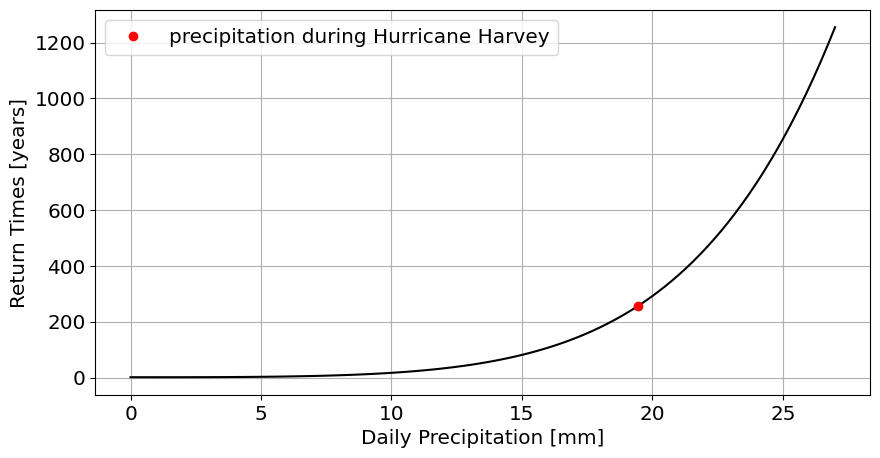 precipitation during Hurricane Harvey
Return Times [years]
1200
1000
800
600
400
200
0
0 5 10 15 20 25
Daily Precipitation [mm]